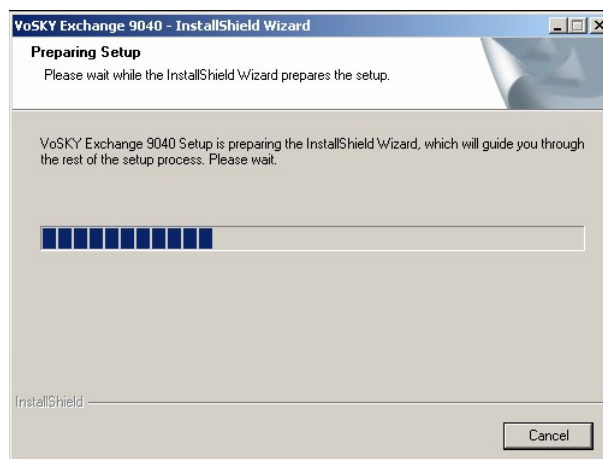 VoSKY Exchange 9040 - InstallShield Wizard
Preparing Setup
Please wait while the InstallShield Wizard prepares the setup.
VoSKY Exchange 9040 Setup is preparing the InstallShield Wizard, which will guide you through
the rest of the setup process. Please wait.
InstallShield
Cancel